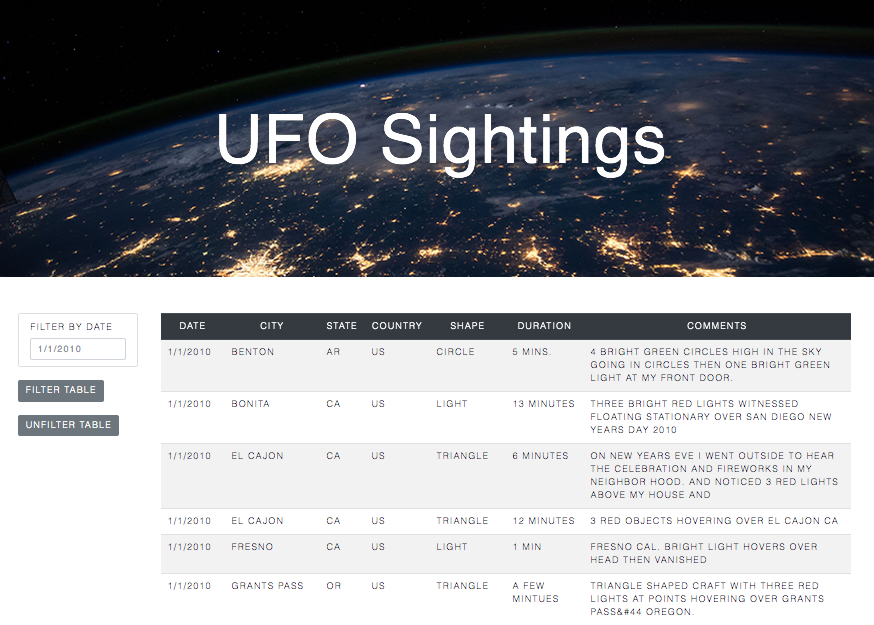 UFO Sightings
FILTER BY DATE
1/1/2010
FILTER TABLE
UNFILTER TABLE
DATE CITY STATE COUNTRY SHAPE DURATION COMMENTS
1/1/2010 BENTON AR US CIRCLE 5 MINS. 4 BRIGHT GREEN CIRCLES HIGH IN THE SKY
GOING IN CIRCLES THEN ONE BRIGHT GREEN
LIGHT AT MY FRONT DOOR.
1/1/2010 BONITA CA US LIGHT 13 MINUTES THREE BRIGHT RED LIGHTS WITNESSED
FLOATING STATIONARY OVER SAN DIEGO NEW
YEARS DAY 2010
1/1/2010 EL CAJON CA US TRIANGLE 6 MINUTES ON NEW YEARS EVE I WENT OUTSIDE TO HEAR
THE CELEBRATION AND FIREWORKS IN MY
NEIGHBOR HOOD. AND NOTICED 3 RED LIGHTS
ABOVE MY HOUSE AND
1/1/2010 EL CAJON CA US TRIANGLE 12 MINUTES 3 RED OBJECTS HOVERING OVER EL CAJON CA
1/1/2010 FRESNO CA US LIGHT 1 MIN FRESNO CAL. BRIGHT LIGHT HOVERS OVER
HEAD THEN VANISHED
1/1/2010 GRANTS PASS OR US TRIANGLE A FEW TRIANGLE SHAPED CRAFT WITH THREE RED
MINTUES LIGHTS AT POINTS HOVERING OVER GRANTS
PASS&#44 OREGON.